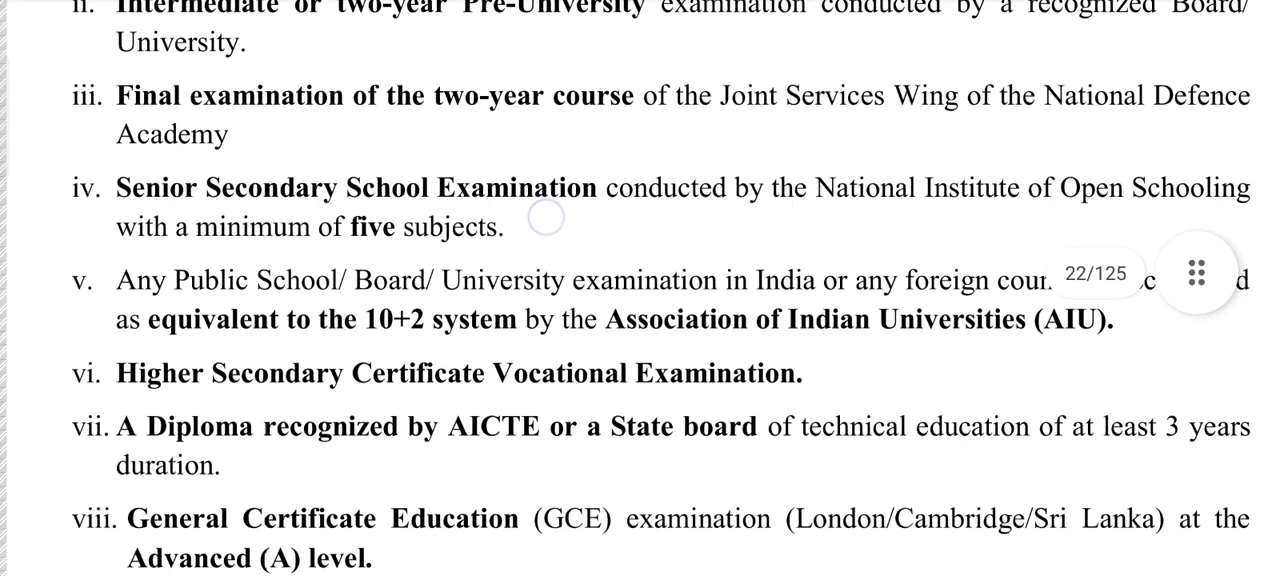 ii. Intermediate or two-year Pre-University examination conducted by a recognized Board/
University.
iii. Final examination of the two-year course of the Joint Services Wing of the National Defence
Academy
iv. Senior Secondary School Examination conducted by the National Institute of Open Schooling
with a minimum of five subjects.
v. Any Public School/ Board/ University examination in India or any foreign
22/125
as equivalent to the 10+2 system by the Association of Indian Universities (AIU).
vi. Higher Secondary Certificate Vocational Examination.
vii. A Diploma recognized by AICTE or a State board of technical education of at least 3 years
duration.
viii. General Certificate Education (GCE) examination (London/Cambridge/Sri Lanka) at the
Advanced (A) level.